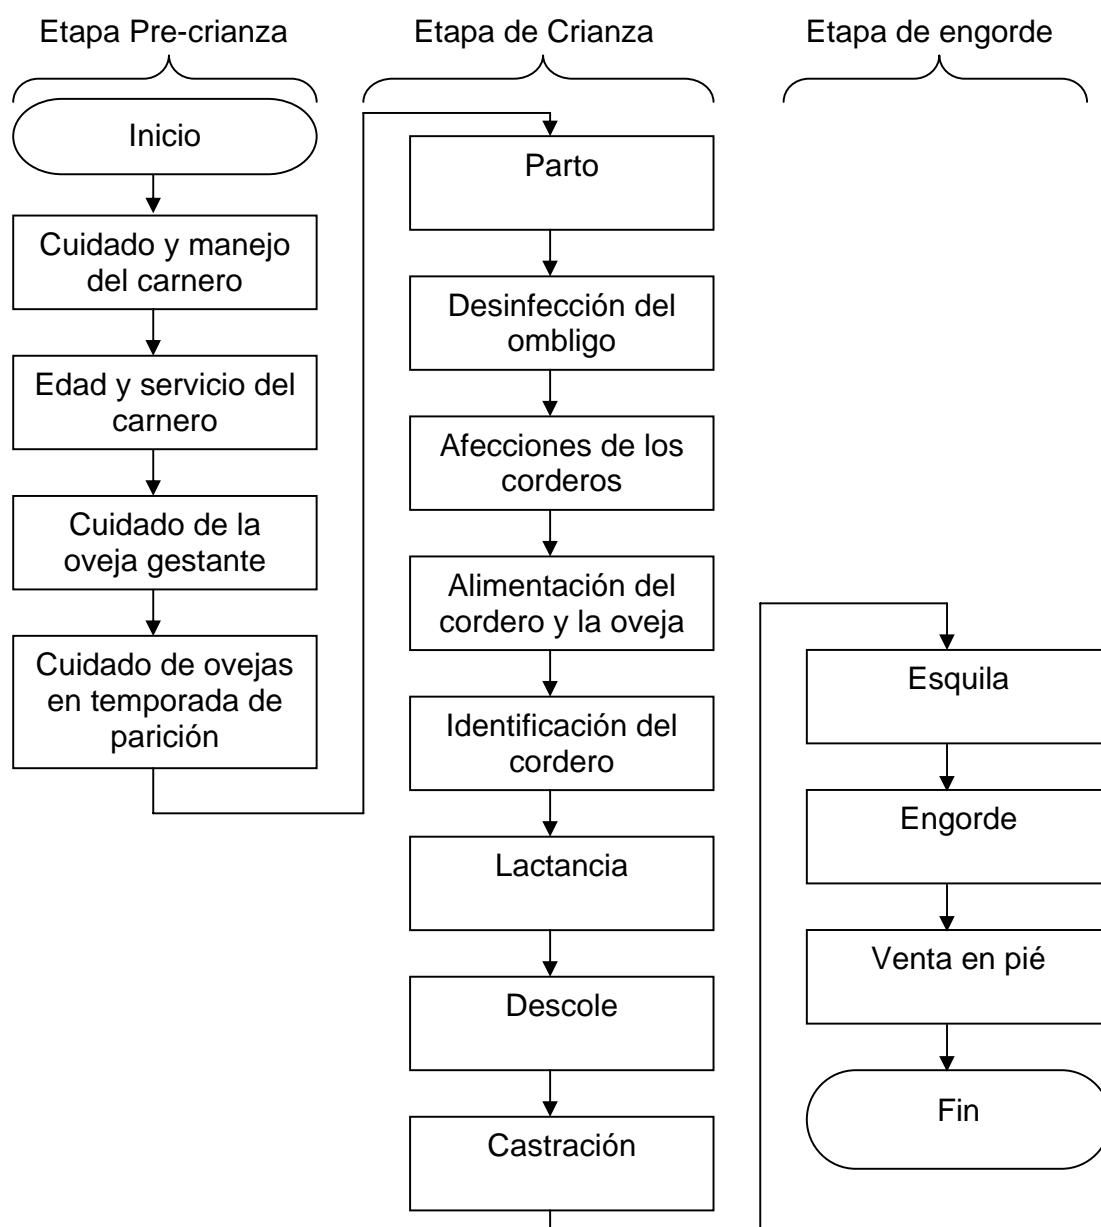 Etapa Pre-crianza
Inicio
Cuidado y manejo
del carnero
Edad y servicio del
carnero
Cuidado de la
oveja gestante
Cuidado de ovejas
en temporada de
parición
Etapa de Crianza
Parto
Desinfección del
ombligo
Afecciones de los
corderos
Alimentación del
cordero y la oveja
Identificación del
cordero
Lactancia
Descole
Castración
Etapa de engorde
Esquila
Engorde
Venta en pié
Fin